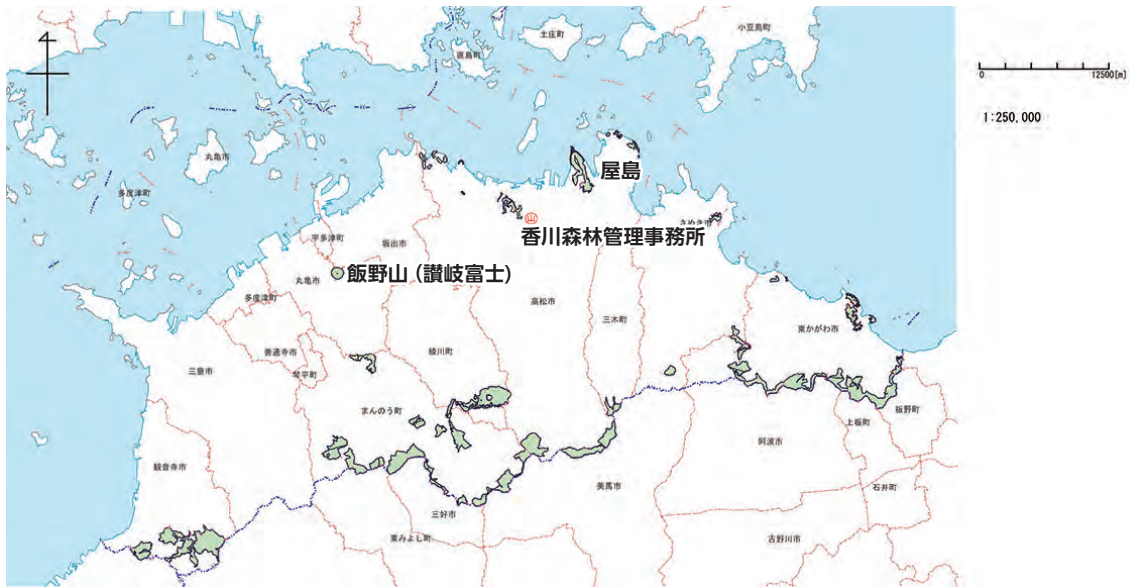 小豆島町
土庄町
直島町
0 12500[m]
1:250,000
丸亀市
屋島
多度津町
さぬき市
香川森林管理事務所
宇多津町
坂出市
飯野山（讃岐富士）
丸亀市
多度津町
高松市
三木町
東かがわ市
善通寺市
綾川町
三豊市
琴平町
まんのう町
板野町
上板町
阿波市
観音寺市
美馬市
石井町
三好市
東みよし町
吉野川市